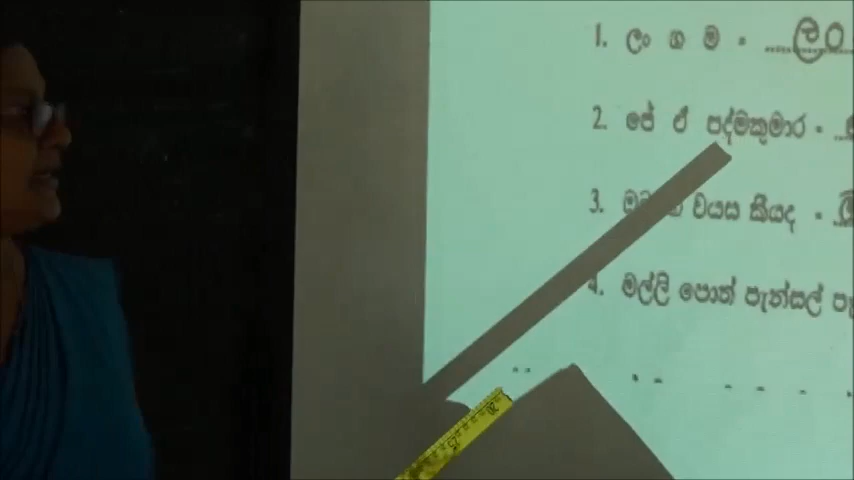 1. ලං ග ම - ....ලං
2. ජේ ඒ පද්මකුමාර - ..
3. වයස කීයද - ..
4. මල්ලි පොත් පැන්සල්